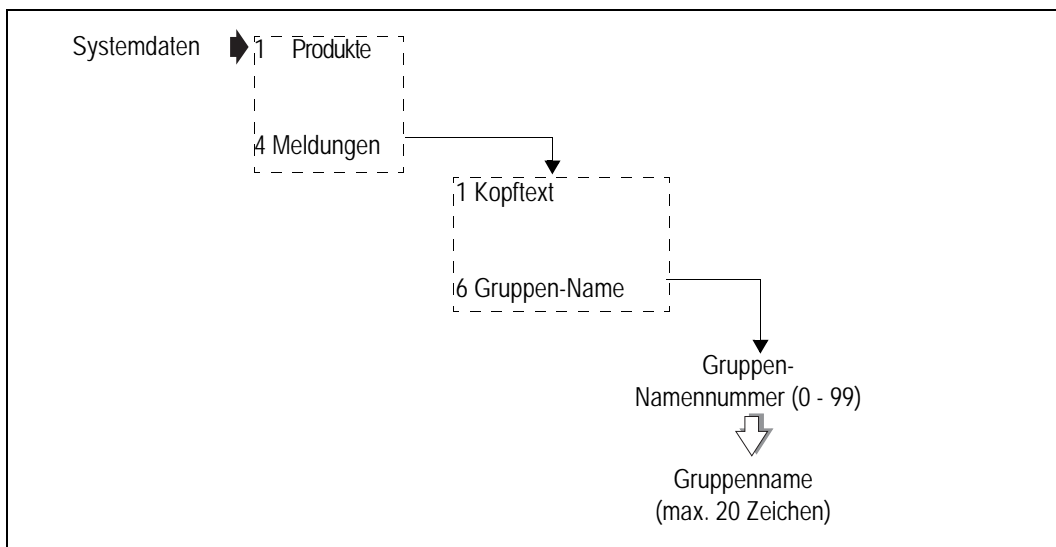 Systemdaten
1 Produkte
4 Meldungen
1 Kopftext
6 Gruppen-Name
Gruppen-
Namennummer (0 - 99)
Gruppenname
(max. 20 Zeichen)